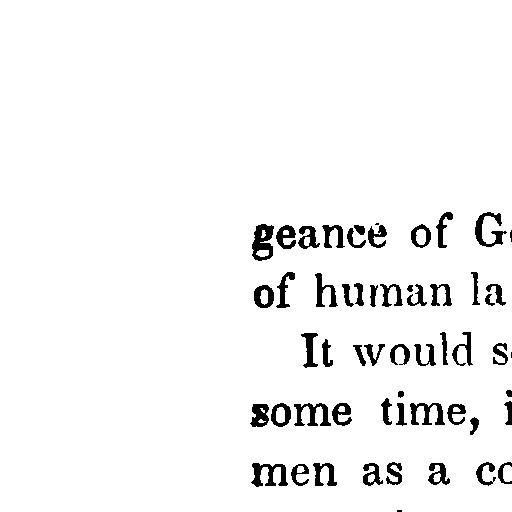 geance of G
of human la
It would s
some time, i
men as a co